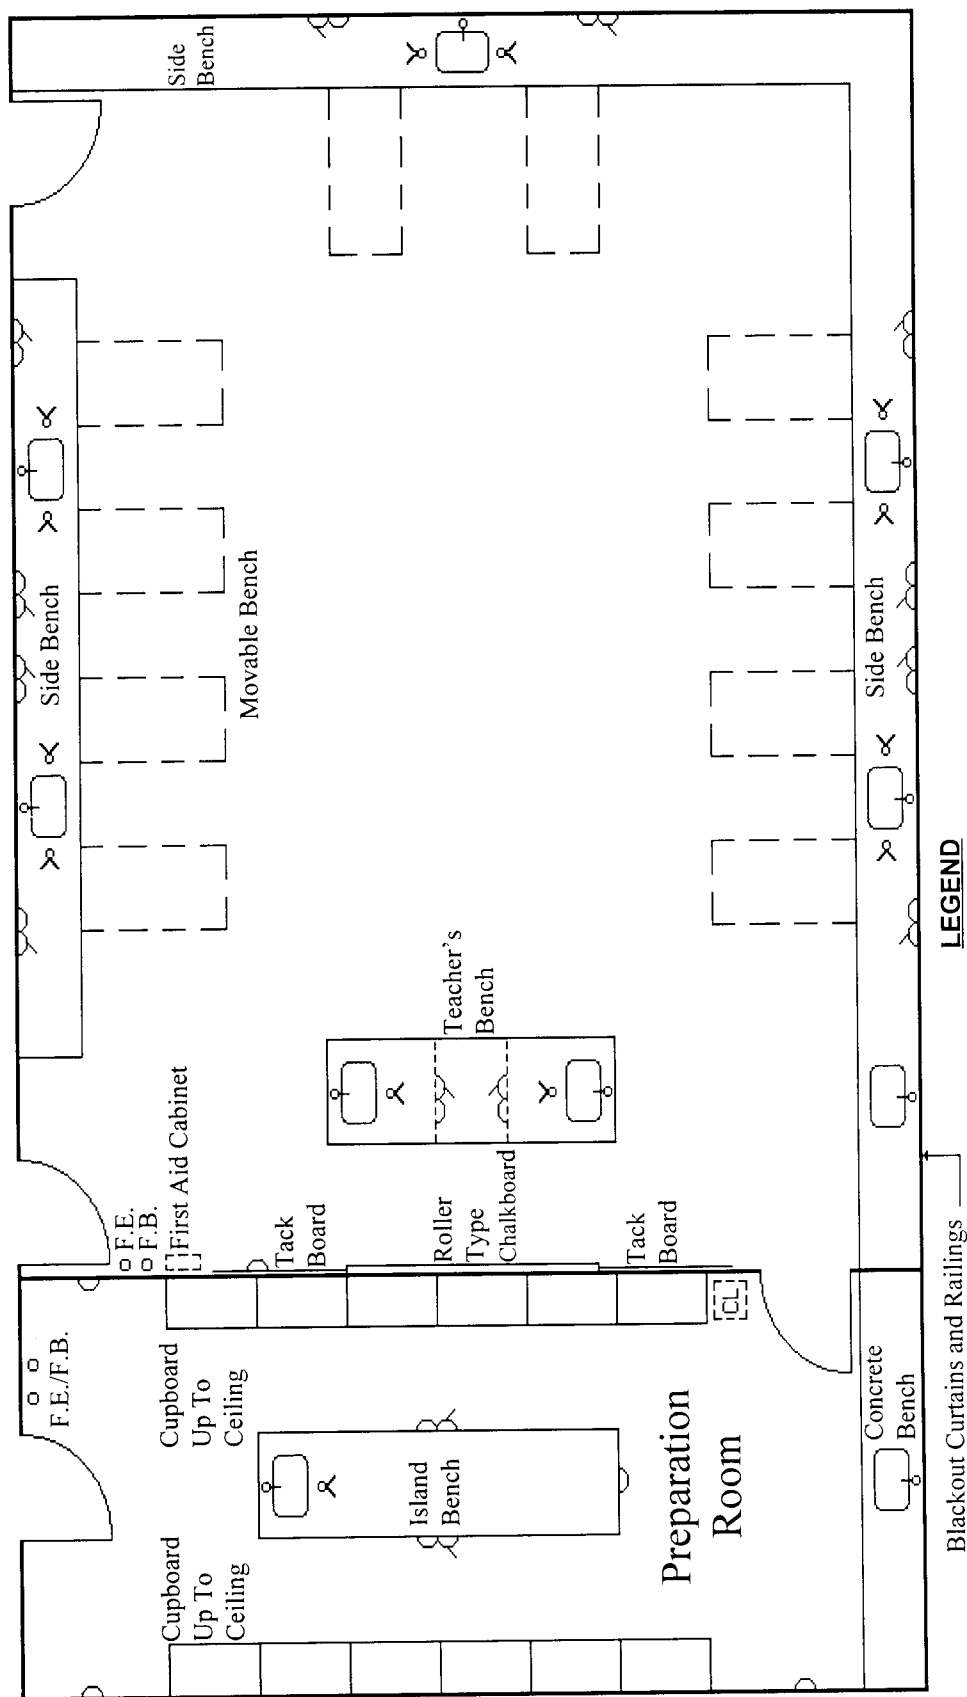 Side
Bench
Side Bench
Movable Bench
Side Bench
Teacher's
Bench
First Aid Cabinet
F.E.
F.B.
Tack
Board
Roller
Type
Chalkboard
Tack
Board
F.E./F.B.
Cupboard
Up To
Ceiling
CL
Island
Bench
Preparation
Room
Concrete
Bench
Cupboard
Up To
Ceiling
Blackout Curtains and Railings
LEGEND